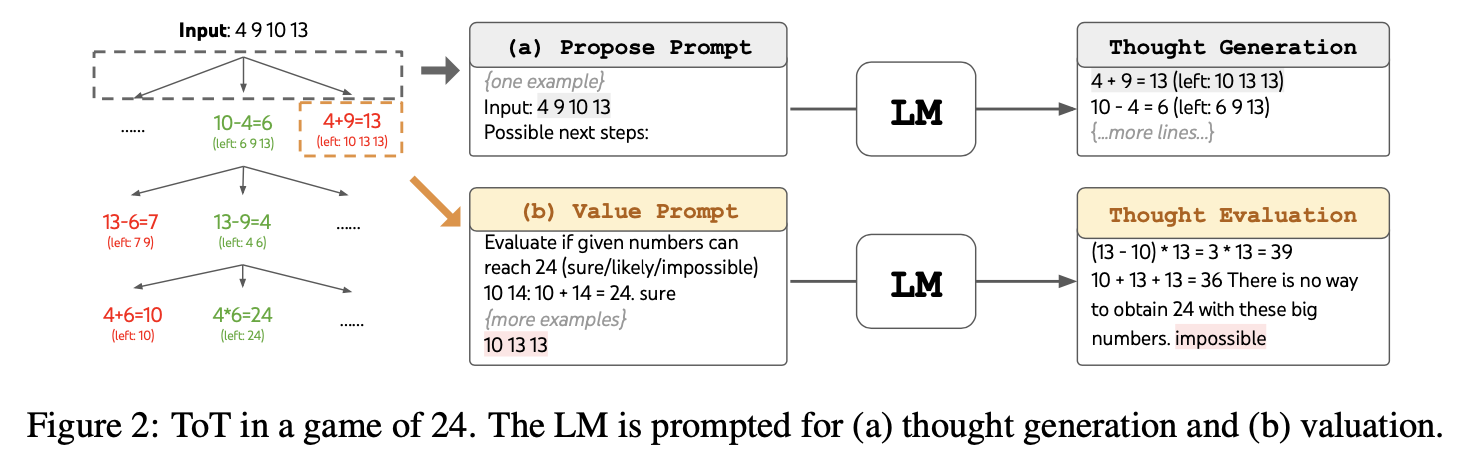 Input: 4 9 10 13
......
10-4=6
(left: 6 9 13)
4+9=13
(left: 10 13 13)
13-6=7
(left: 7 9)
13-9=4
(left: 4 6)
......
4+6=10
(left: 10)
4*6=24
(left: 24)
......
(a) Propose Prompt
{one example}
Input: 4 9 10 13
Possible next steps:
LM
Thought Generation
4 + 9 = 13 (left: 10 13 13)
10 - 4 = 6 (left: 6 9 13)
{...more lines...}
(b) Value Prompt
Evaluate if given numbers can
reach 24 (sure/likely/impossible)
10 14: 10 + 14 = 24. sure
{more examples}
10 13 13
LM
Thought Evaluation
(13 - 10) * 13 = 3 * 13 = 39
10 + 13 + 13 = 36 There is no way
to obtain 24 with these big
numbers. impossible
Figure 2: ToT in a game of 24. The LM is prompted for (a) thought generation and (b) valuation.